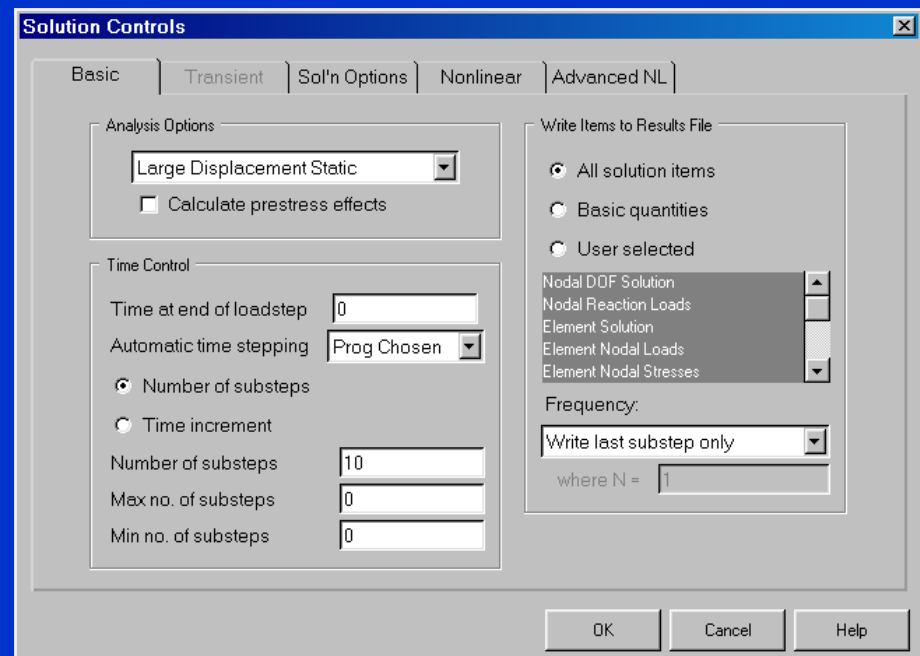 Solution Controls
Basic
Transient
Sol'n Options
Nonlinear
Advanced NL
Analysis Options
Large Displacement Static
Calculate prestress effects
Time Control
Time at end of loadstep 0
Automatic time stepping Prog Chosen
Number of substeps
Time increment
Number of substeps 10
Max no. of substeps 0
Min no. of substeps 0
Write Items to Results File
All solution items
Basic quantities
User selected
Nodal DOF Solution
Nodal Reaction Loads
Element Solution
Element Nodal Loads
Element Nodal Stresses
Frequency:
Write last substep only
where N = 1
OK
Cancel
Help